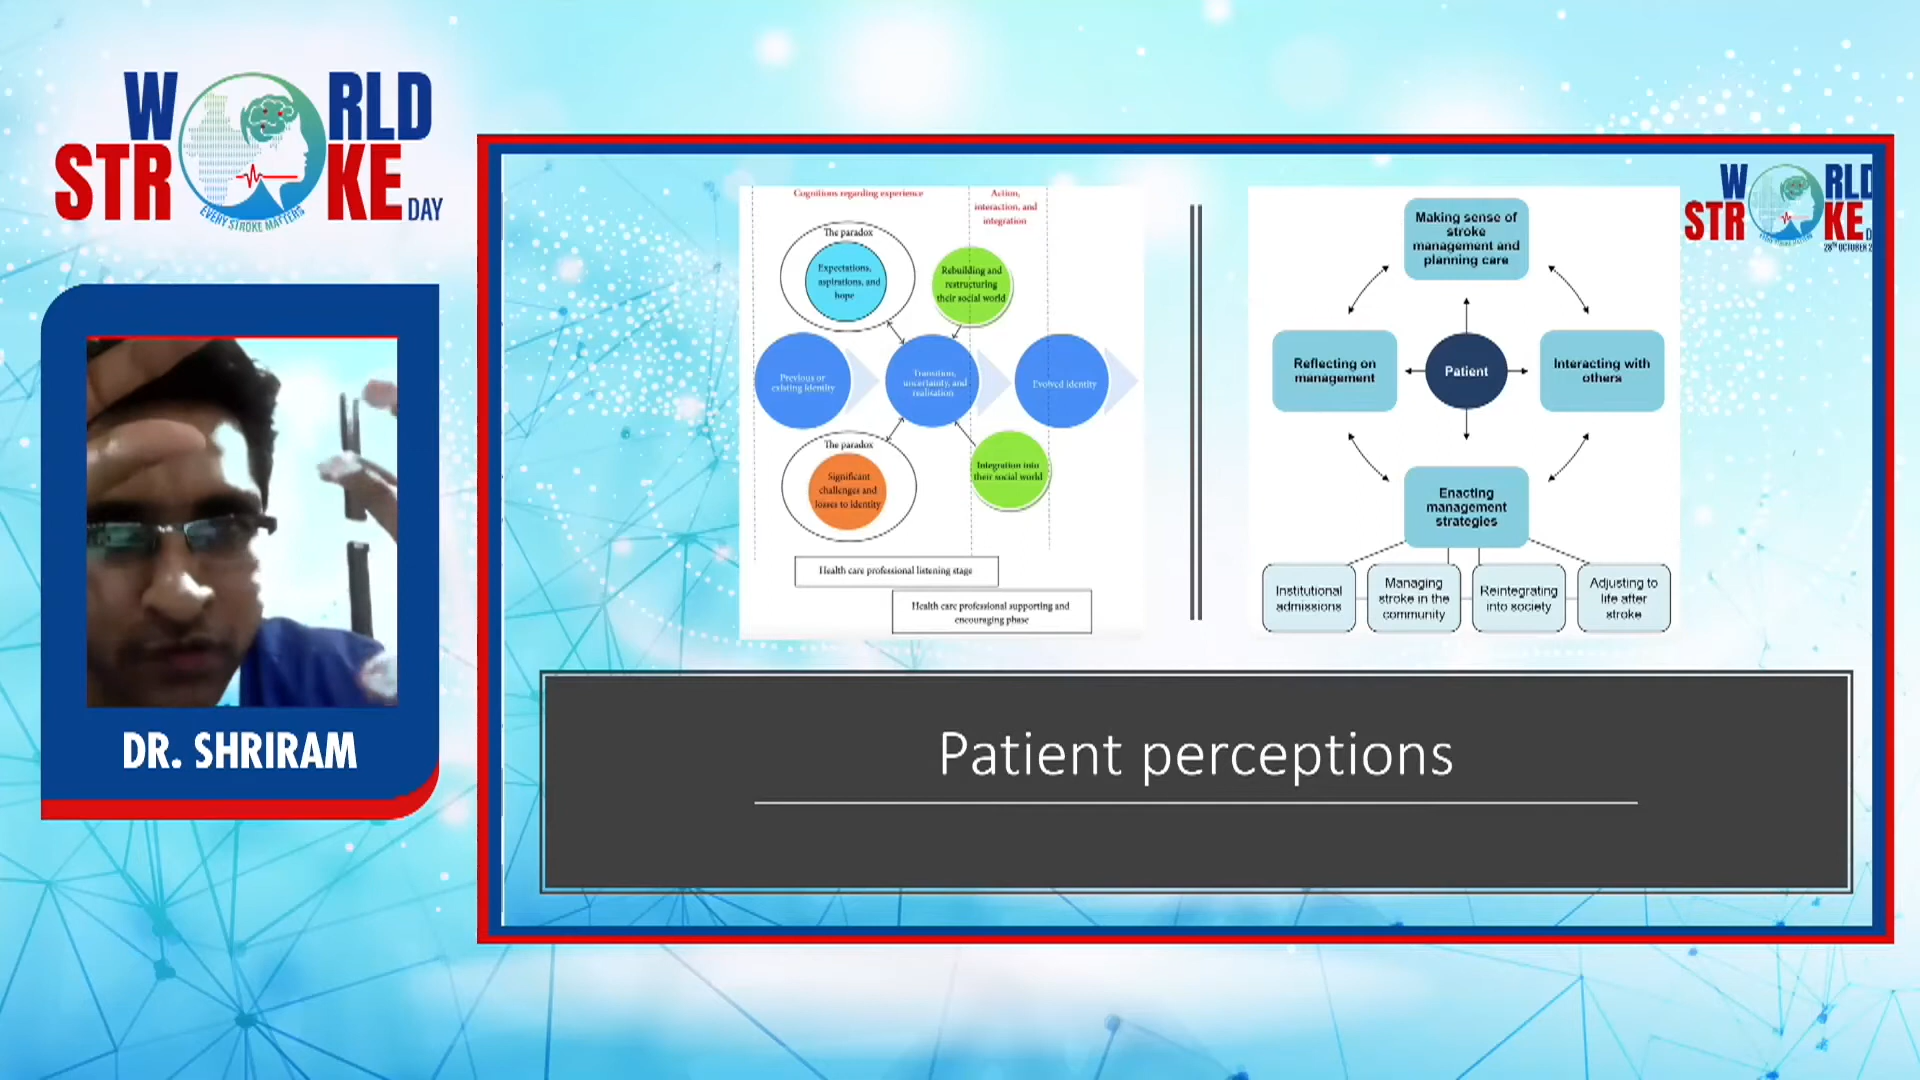 WORLD
STROKE DAY
EVERY STROKE MATTERS
DR. SHRIRAM
Cognitions regarding experience
Action,
interaction, and
integration
The paradox
Expectations,
aspirations, and
hope
Rebuilding and
restructuring
their social world
Previous or
existing identity
Transition,
uncertainty, and
realisation
Evolved identity
The paradox
Significant
challenges and
losses to identity
Integration into
their social world
Health care professional listening stage
Health care professional supporting and
encouraging phase
Making sense of
stroke
management and
planning care
Reflecting on
management
Patient
Interacting with
others
Enacting
management
strategies
Institutional
admissions
Managing
stroke in the
community
Reintegrating
into society
Adjusting to
life after
stroke
W RLD
STR KE D
28TH OCTOBER 2
Patient perceptions